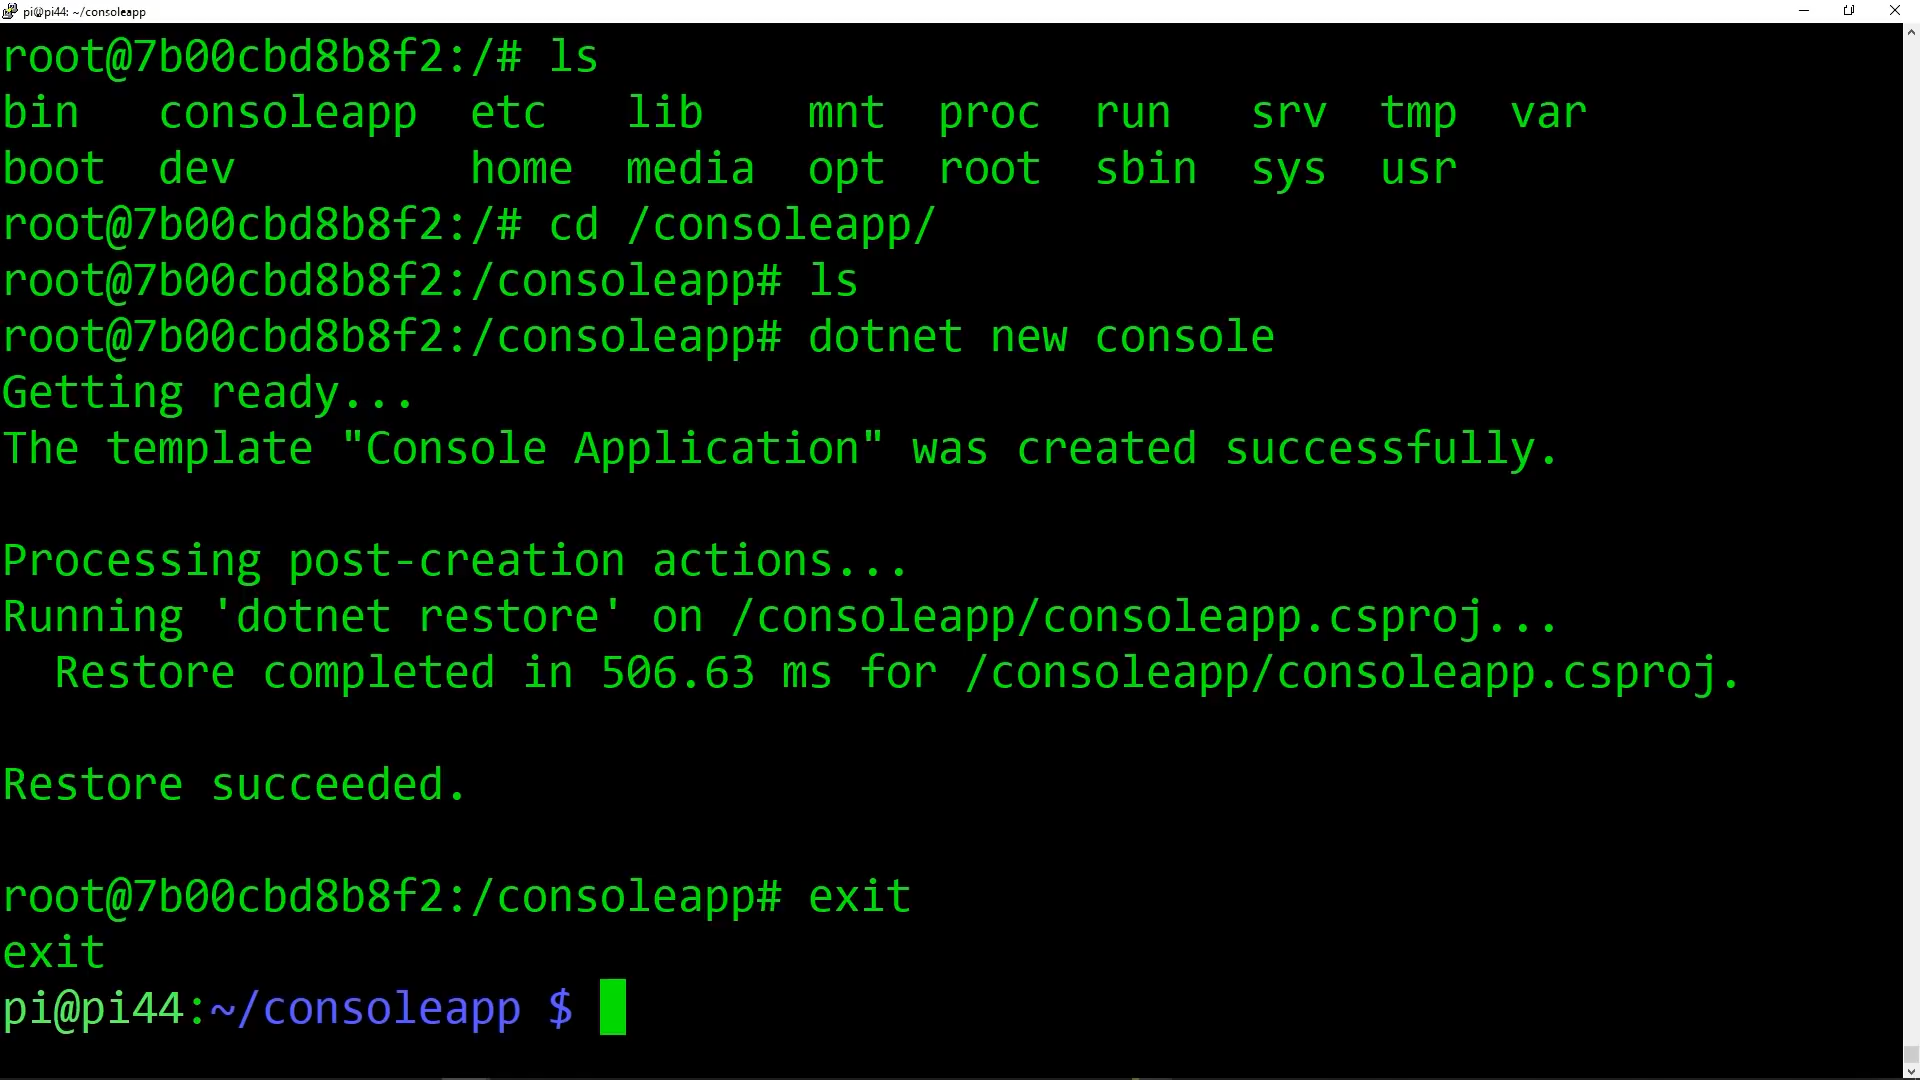 pi@pi44: ~/consoleapp
root@7b00cbd8b8f2:/# ls
bin   consoleapp  etc   lib    mnt  proc  run   srv  tmp  var
boot  dev         home  media  opt  root  sbin  sys  usr
root@7b00cbd8b8f2:/# cd /consoleapp/
root@7b00cbd8b8f2:/consoleapp# ls
root@7b00cbd8b8f2:/consoleapp# dotnet new console
Getting ready...
The template "Console Application" was created successfully.
Processing post-creation actions...
Running 'dotnet restore' on /consoleapp/consoleapp.csproj...
  Restore completed in 506.63 ms for /consoleapp/consoleapp.csproj.
Restore succeeded.
root@7b00cbd8b8f2:/consoleapp# exit
exit
pi@pi44:~/consoleapp $